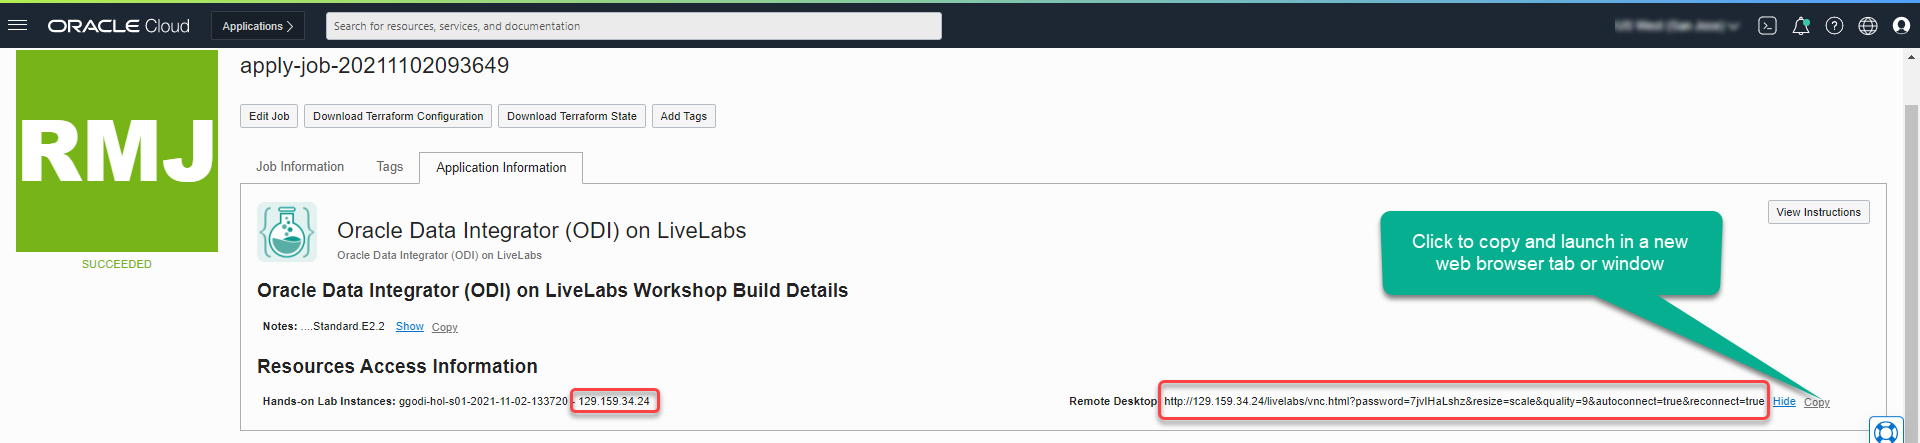 ORACLE Cloud
Applications
Search for resources, services, and documentation
RMJ
SUCCEEDED
apply-job-20211102093649
Edit Job
Download Terraform Configuration
Download Terraform State
Add Tags
Job Information
Tags
Application Information
Oracle Data Integrator (ODI) on LiveLabs
Oracle Data Integrator (ODI) on LiveLabs
View Instructions
Click to copy and launch in a new
web browser tab or window
Oracle Data Integrator (ODI) on LiveLabs Workshop Build Details
Notes: ....Standard.E2.2 Show Copy
Resources Access Information
Hands-on Lab Instances: ggodi-hol-s01-2021-11-02-133720 - 129.159.34.24
Remote Desktop http://129.159.34.24/livelabs/vnc.html?password=7jvIHaLshz&resize=scale&quality=9&autoconnect=true&reconnect=true Hide Copy